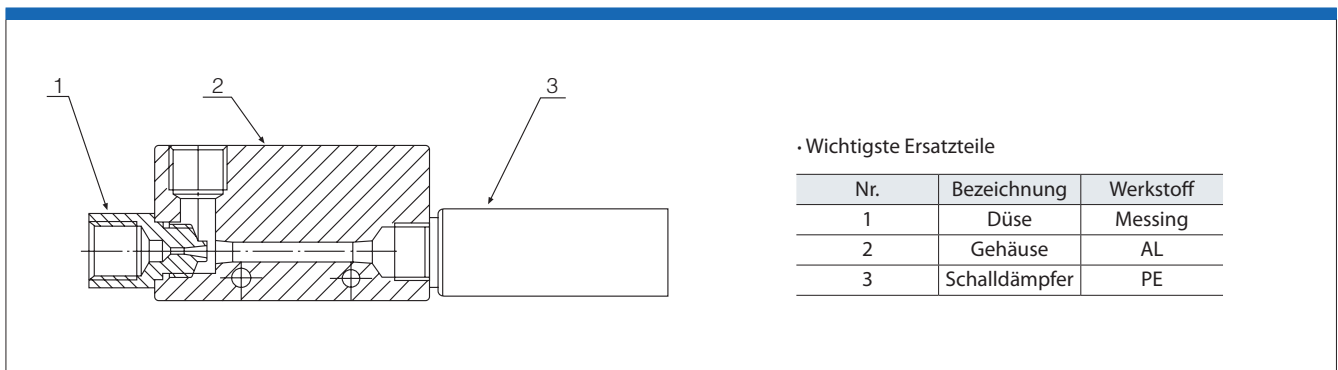 1 2 3
· Wichtigste Ersatzteile
Nr. Bezeichnung Werkstoff
1 Düse Messing
2 Gehäuse AL
3 Schalldämpfer PE